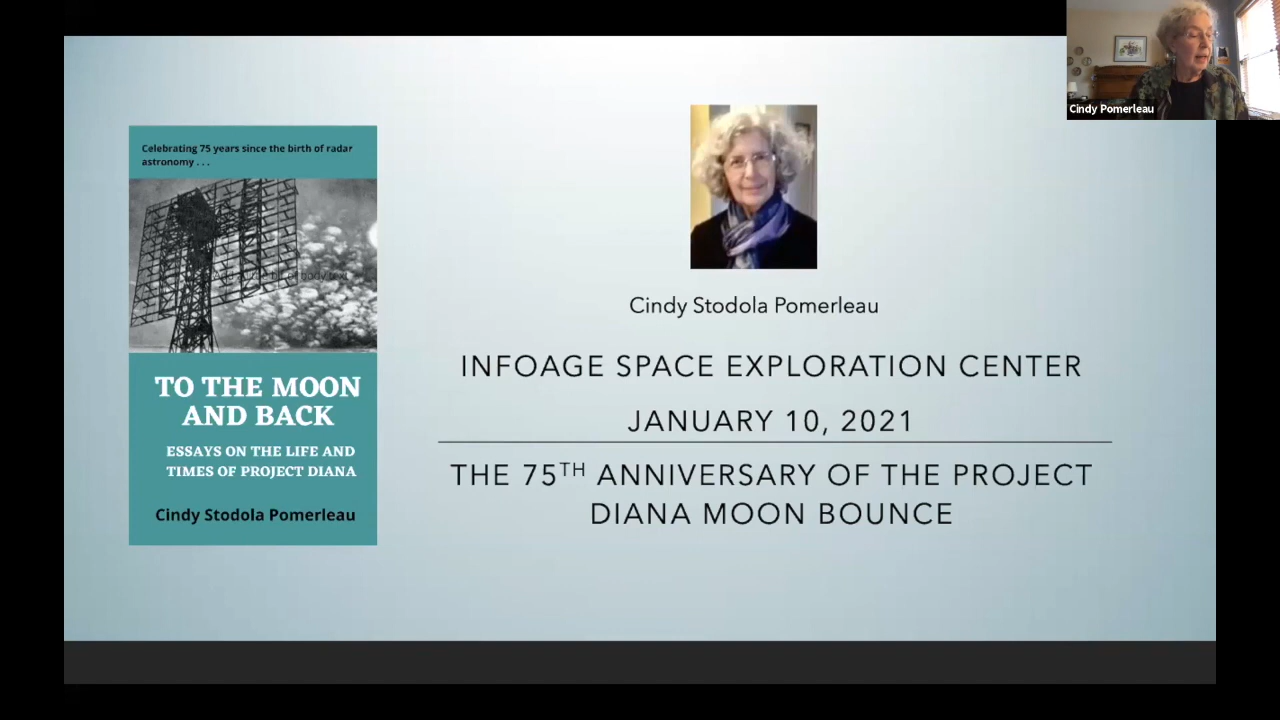 Cindy Pomerleau
Celebrating 75 years since the birth of radar
astronomy . . .
TO THE MOON
AND BACK
ESSAYS ON THE LIFE AND
TIMES OF PROJECT DIANA
Cindy Stodola Pomerleau
Cindy Stodola Pomerleau
INFOAGE SPACE EXPLORATION CENTER
JANUARY 10, 2021
THE 75TH ANNIVERSARY OF THE PROJECT
DIANA MOON BOUNCE